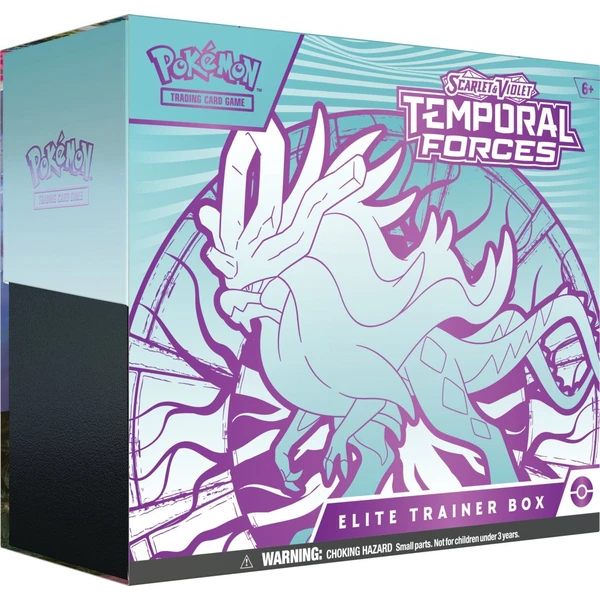 POKéMON
TRADING CARD GAME
™
SCARLET & VIOLET
TEMPORAL
FORCES
6+
POKéMON
TRADING CARD GAME
ELITE TRAINER BOX
WARNING: CHOKING HAZARD Small parts. Not for children under 3 years.